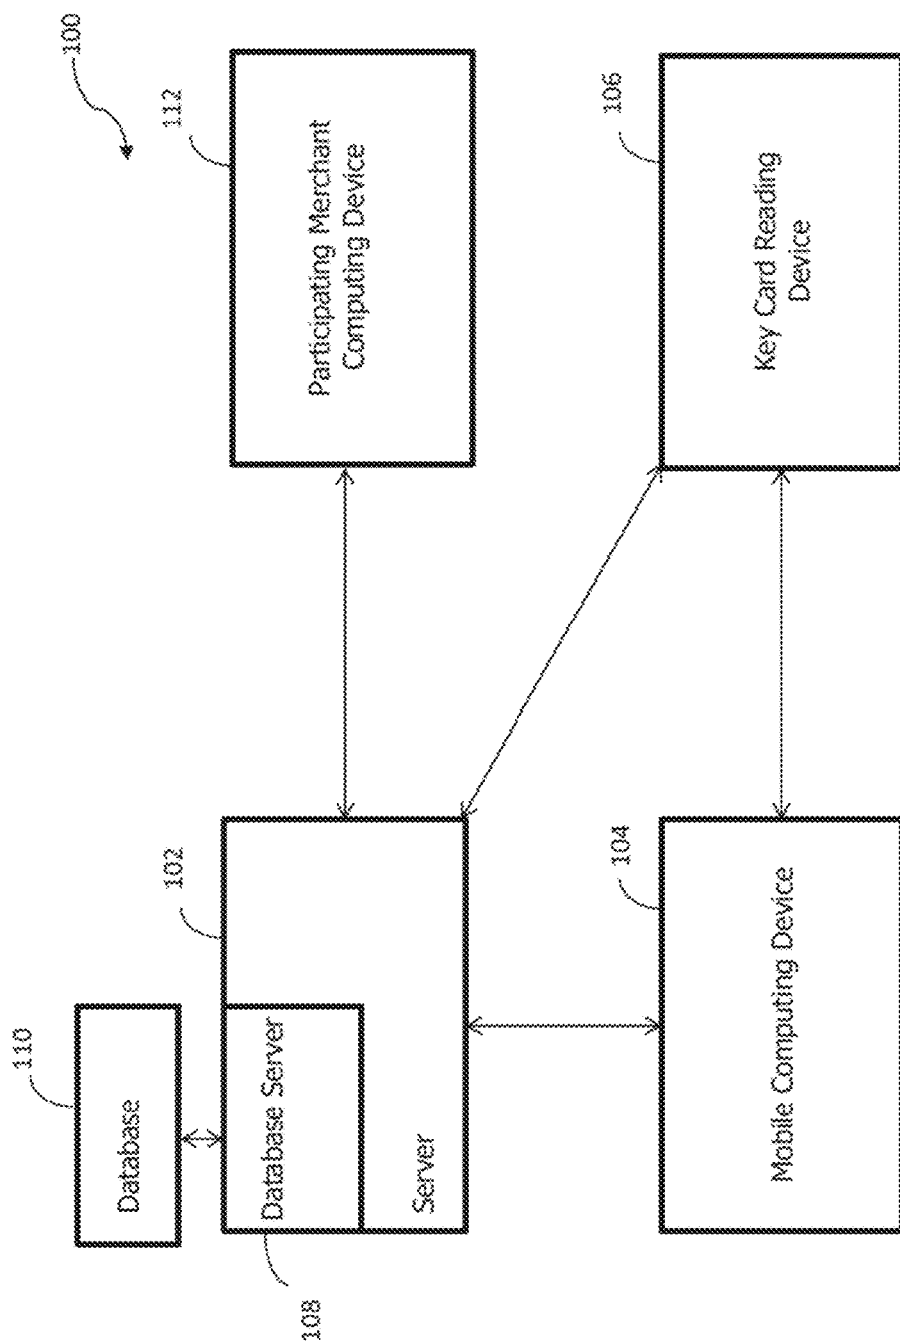 100
110
Database
102
Database Server
Server
108
112
Participating Merchant
Computing Device
104
Mobile Computing Device
106
Key Card Reading
Device